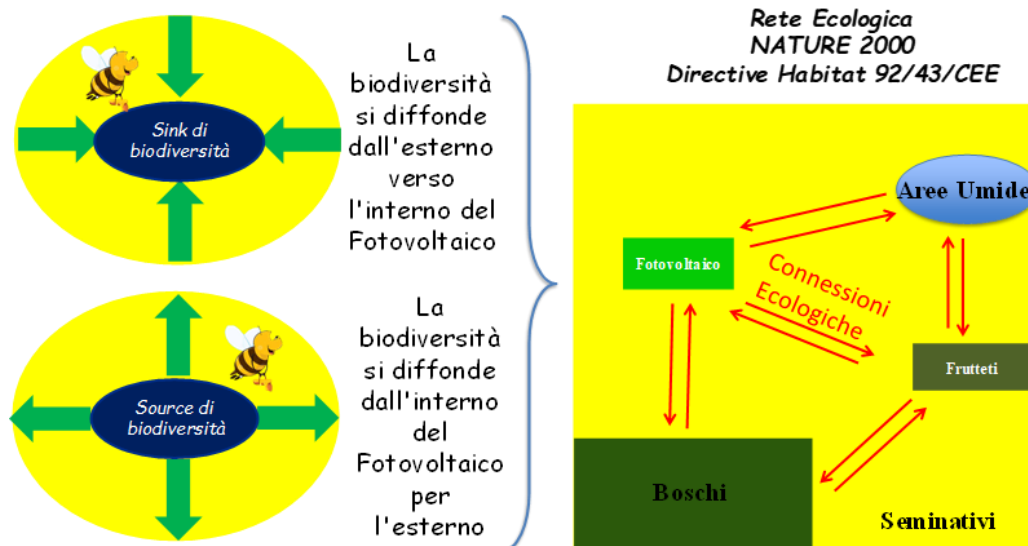 Sink di
biodiversità
La
biodiversità
si diffonde
dall'esterno
verso
l'interno del
Fotovoltaico
Source di
biodiversità
La
biodiversità
si diffonde
dall'interno
del
Fotovoltaico
per
l'esterno
Rete Ecologica
NATURE 2000
Directive Habitat 92/43/CEE
Aree Umide
Fotovoltaico
Connessioni
Ecologiche
Frutteti
Boschi
Seminativi